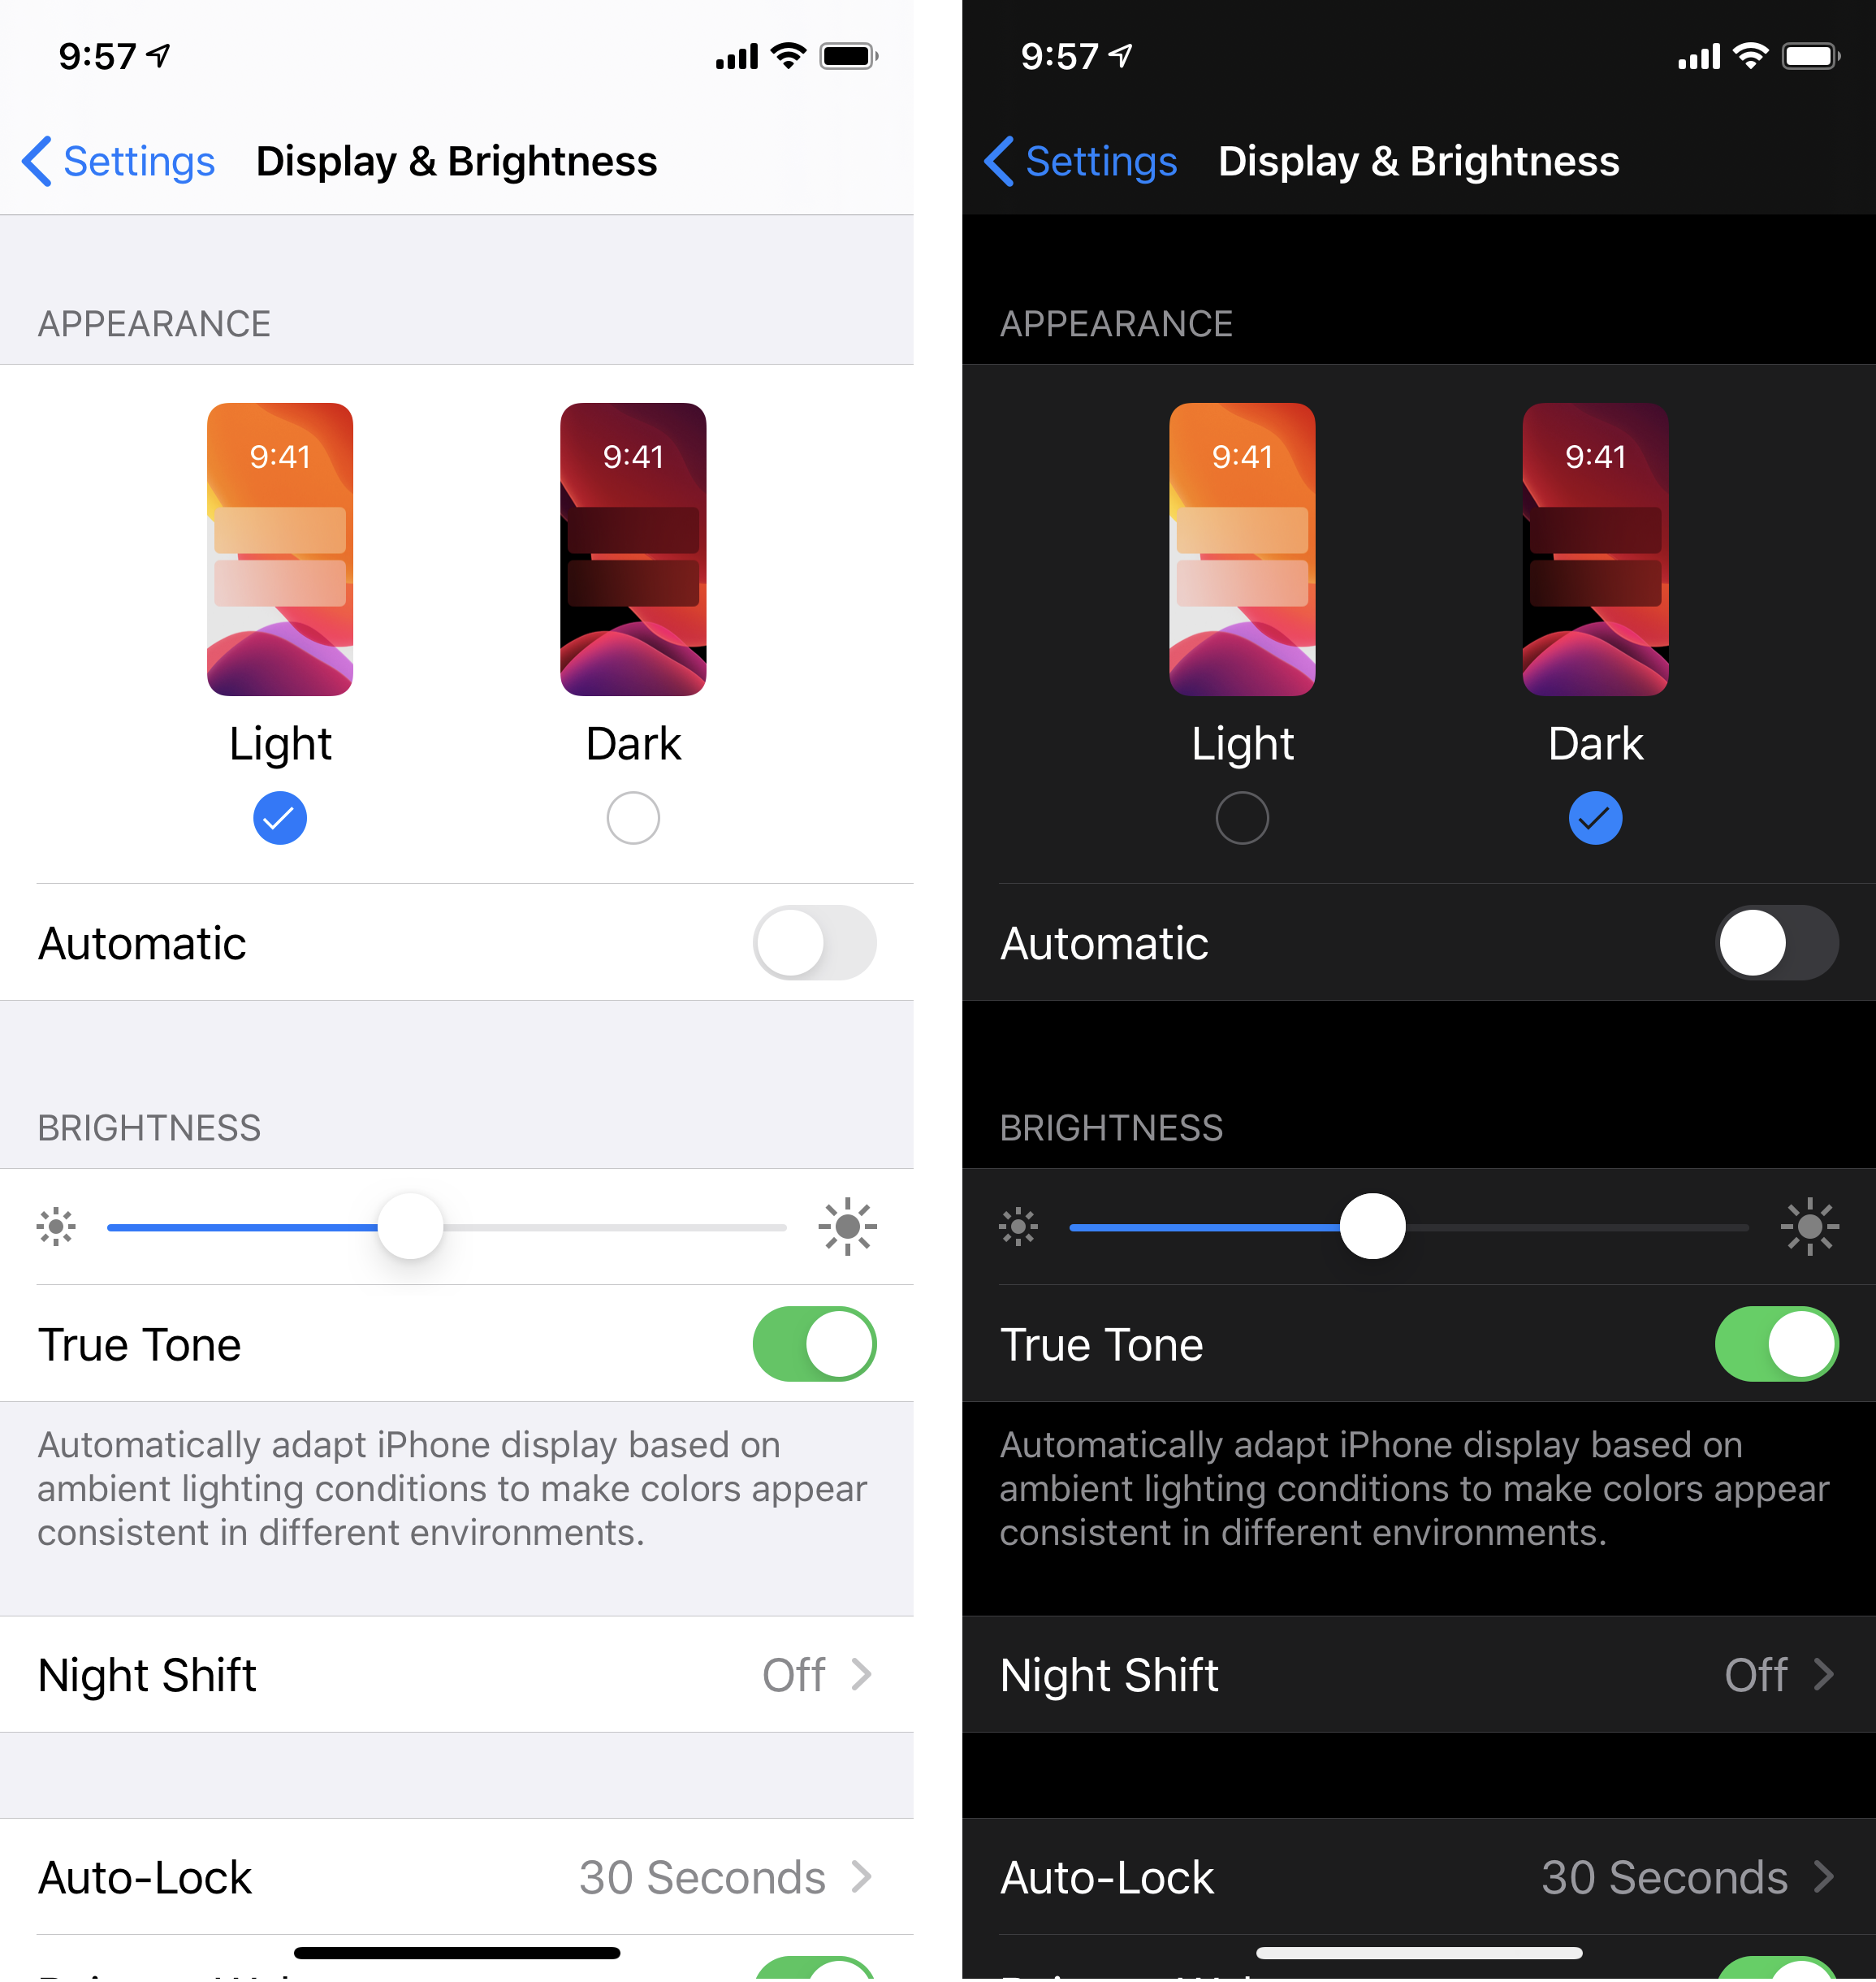 9:57
Settings Display & Brightness
APPEARANCE
9:41 9:41
Light Dark
Automatic
BRIGHTNESS
True Tone
Automatically adapt iPhone display based on
ambient lighting conditions to make colors appear
consistent in different environments.
Night Shift Off
Auto-Lock 30 Seconds
9:57
Settings Display & Brightness
APPEARANCE
9:41 9:41
Light Dark
Automatic
BRIGHTNESS
True Tone
Automatically adapt iPhone display based on
ambient lighting conditions to make colors appear
consistent in different environments.
Night Shift Off
Auto-Lock 30 Seconds